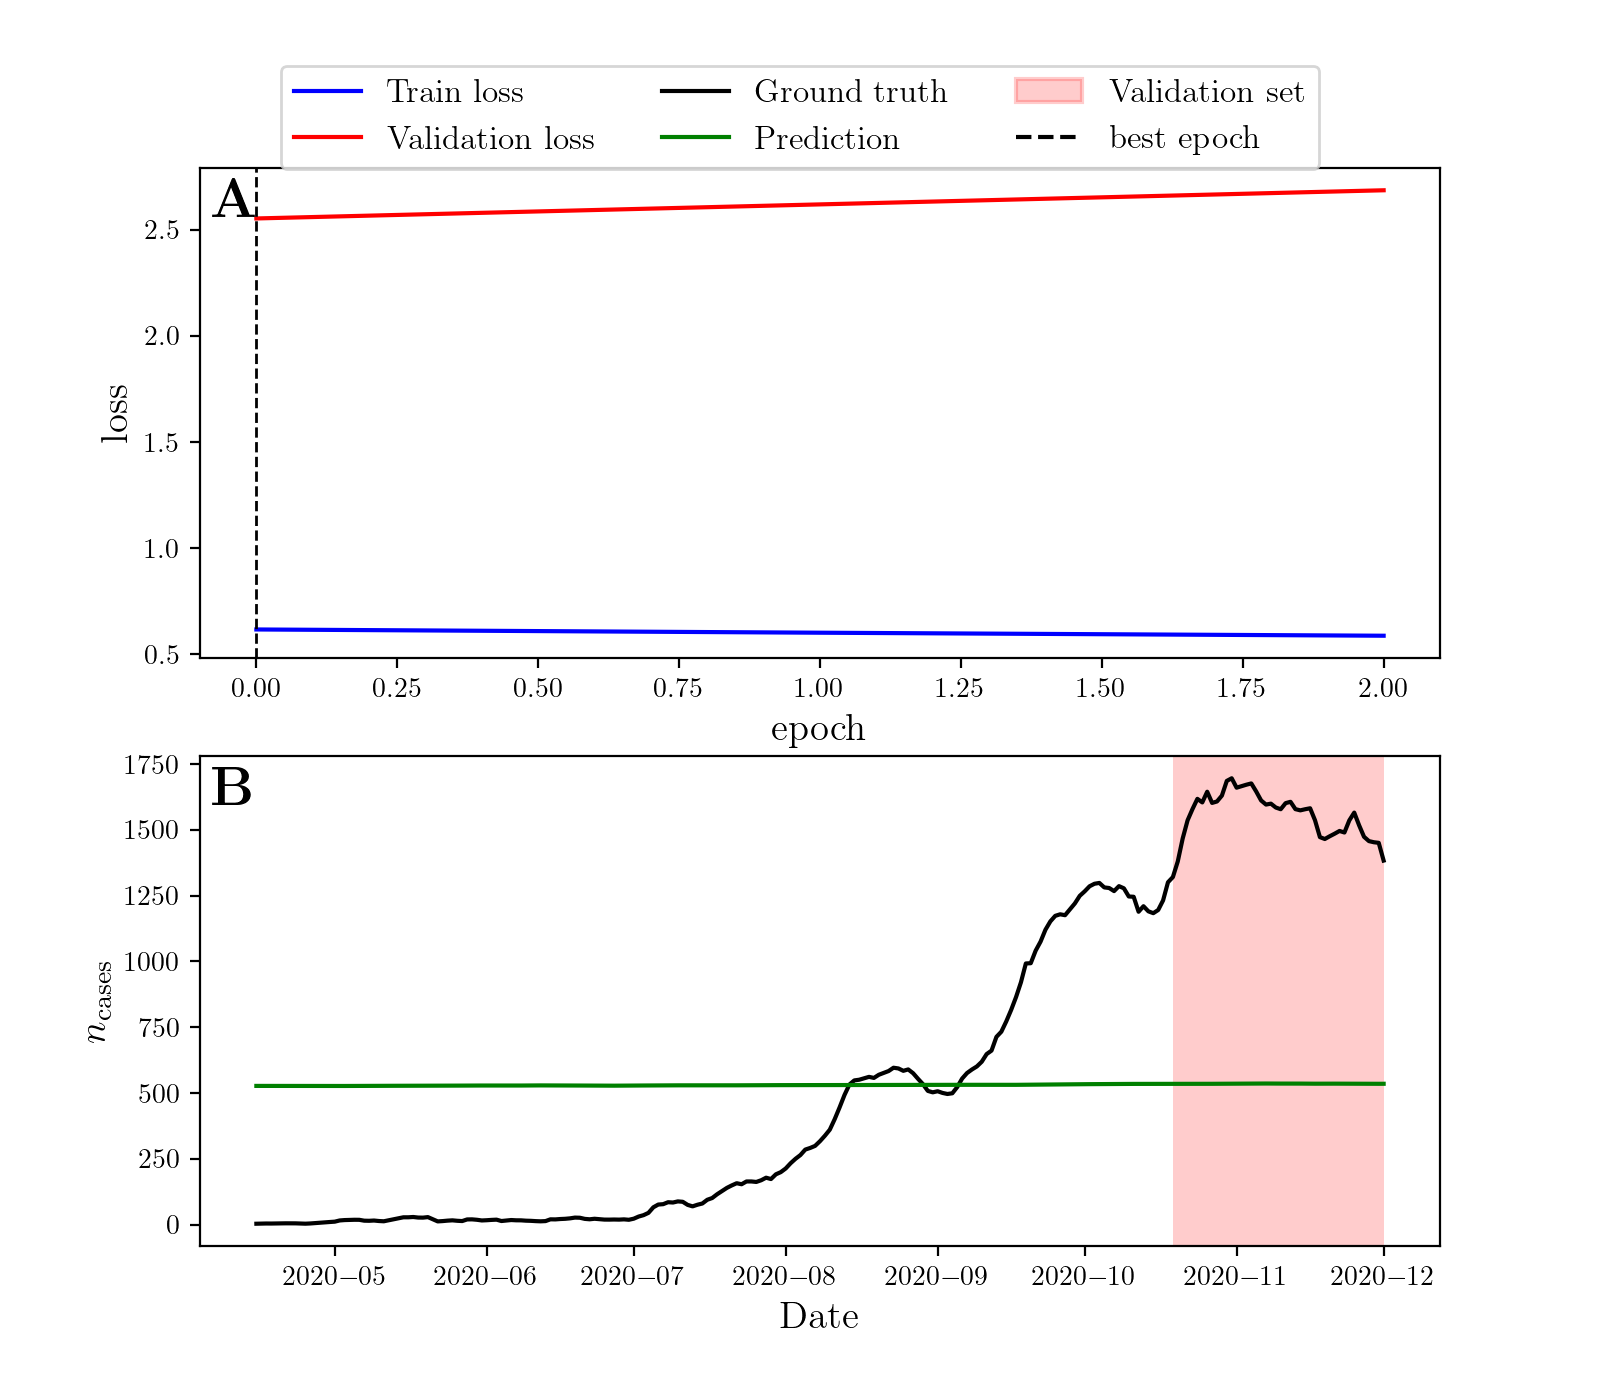 Train loss
Validation loss
Ground truth
Prediction
Validation set
best epoch
A
2.5
2.0
1.5
1.0
0.5
loss
0.00 0.25 0.50 0.75 1.00 1.25 1.50 1.75 2.00
epoch
B
1750
1500
1250
1000
750
500
250
0
n_cases
2020–05 2020–06 2020–07 2020–08 2020–09 2020–10 2020–11 2020–12
Date